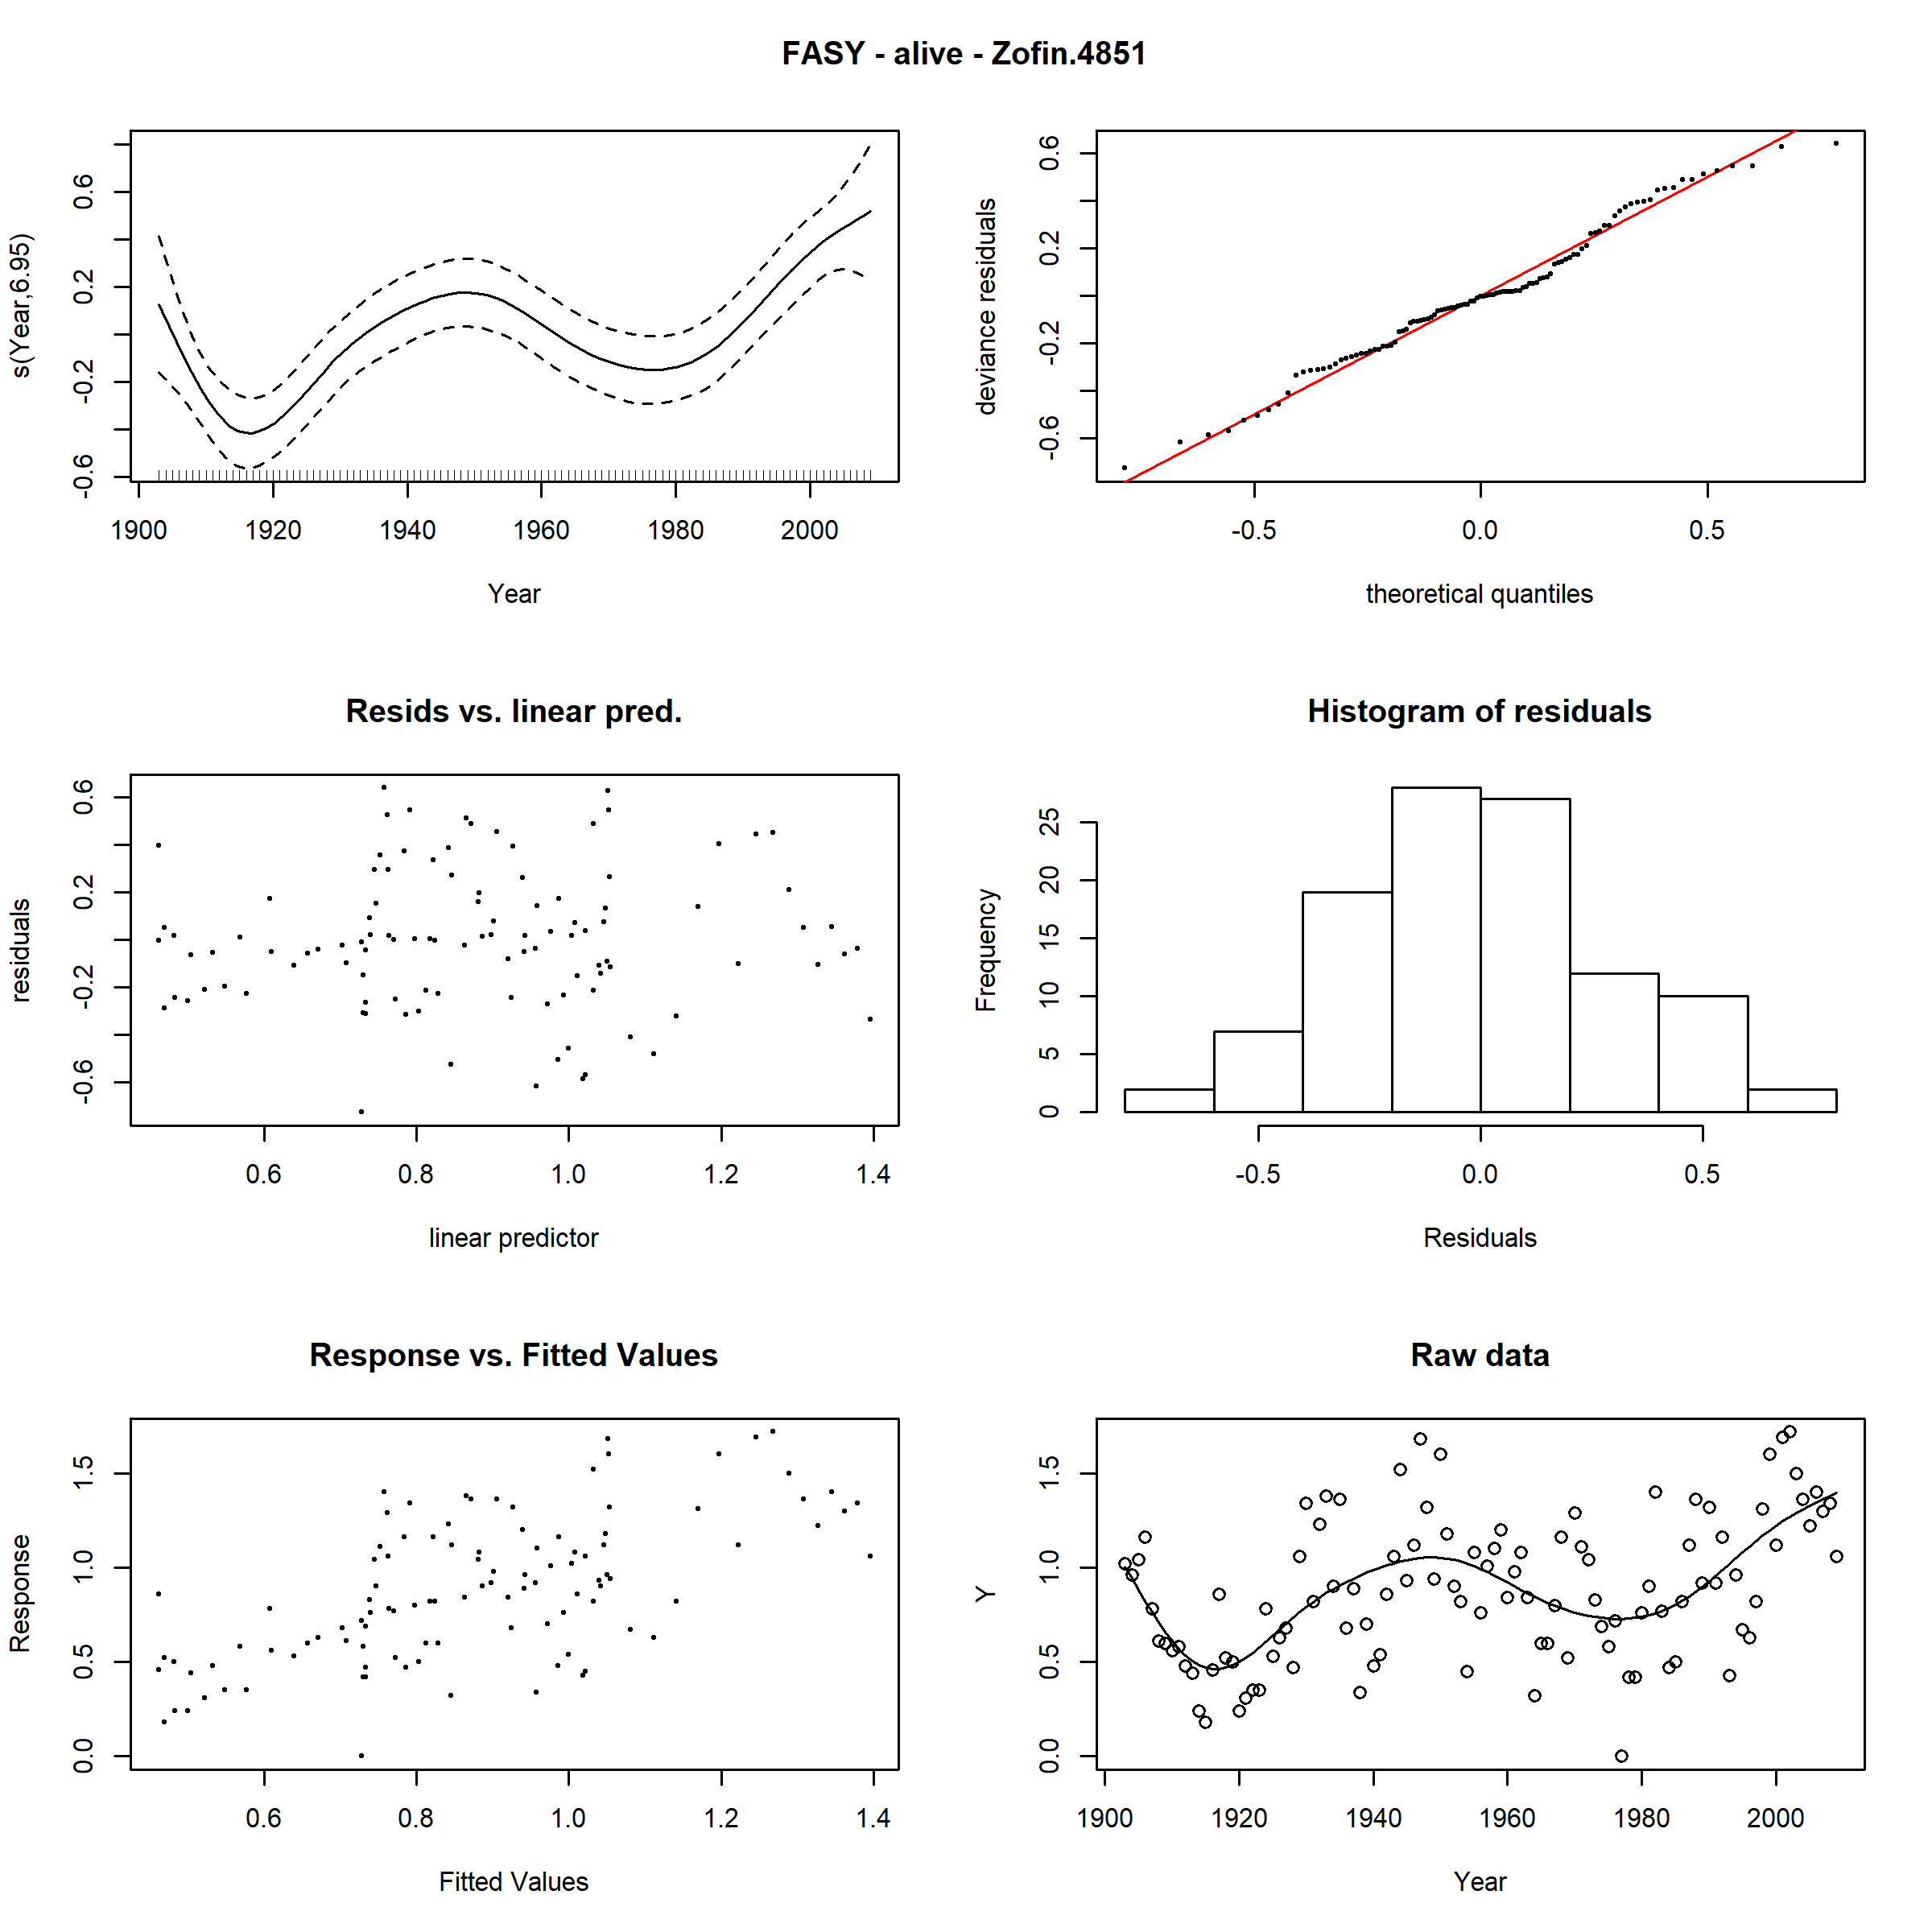 FASY - alive - Zofin.4851
s(Year,6.95)
-0.6 -0.2 0.2 0.6
1900 1920 1940 1960 1980 2000
Year
deviance residuals
-0.6 -0.2 0.2 0.6
-0.5 0.0 0.5
theoretical quantiles
Resids vs. linear pred.
residuals
-0.6 -0.2 0.2 0.6
0.6 0.8 1.0 1.2 1.4
linear predictor
Histogram of residuals
Frequency
0 5 10 15 20 25
-0.5 0.0 0.5
Residuals
Response vs. Fitted Values
Response
0.0 0.5 1.0 1.5
0.6 0.8 1.0 1.2 1.4
Fitted Values
Raw data
Y
0.0 0.5 1.0 1.5
1900 1920 1940 1960 1980 2000
Year